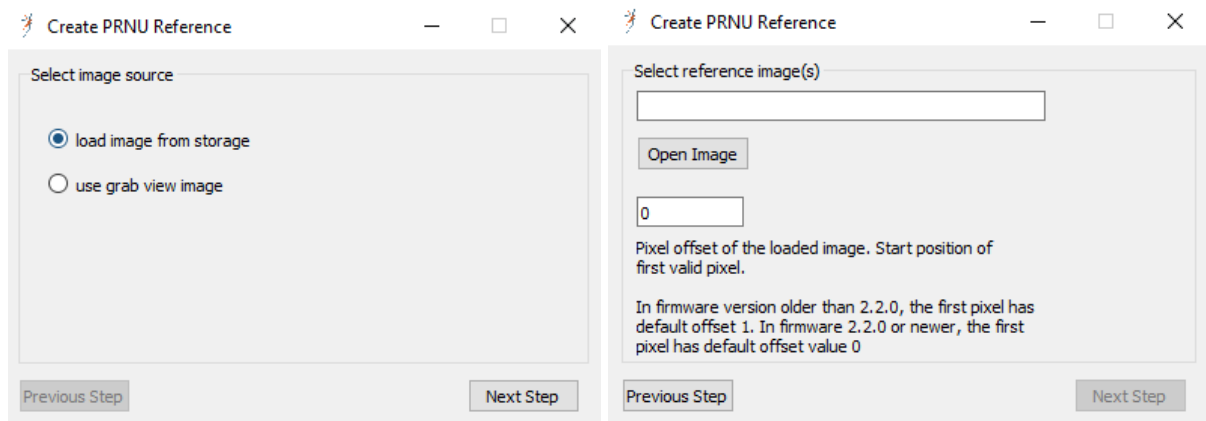 Create PRNU Reference
Select image source
load image from storage
use grab view image
Previous Step
Next Step
Create PRNU Reference
Select reference image(s)
Open Image
0
Pixel offset of the loaded image. Start position of
first valid pixel.
In firmware version older than 2.2.0, the first pixel has
default offset 1. In firmware 2.2.0 or newer, the first
pixel has default offset value 0
Previous Step
Next Step